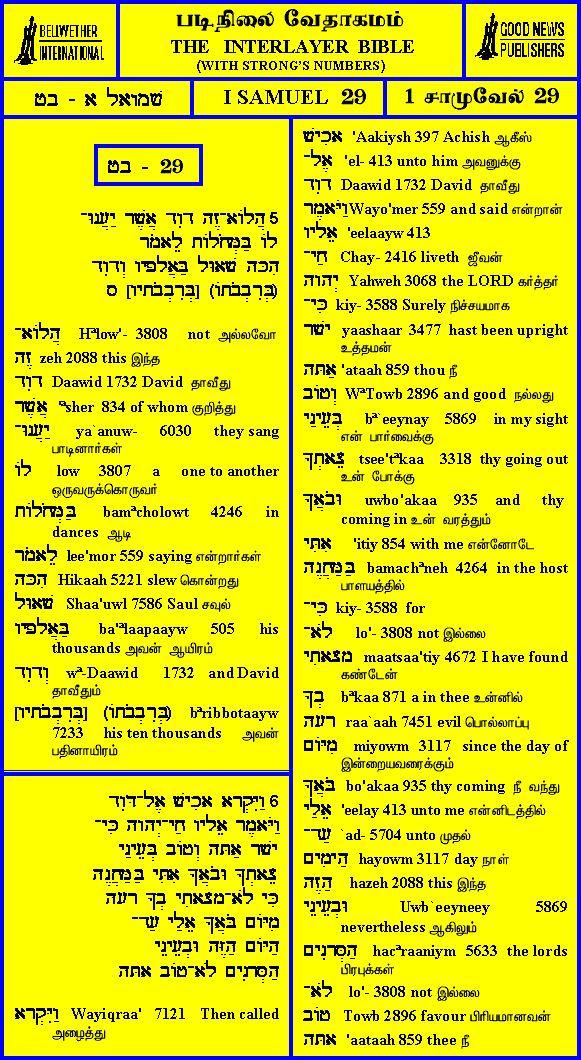 BELLWETHER
INTERNATIONAL
படிநிலை வேதாகமம்
THE INTERLAYER BIBLE
(WITH STRONG'S NUMBERS)
GOOD NEWS
PUBLISHERS
שמואל א - בט
I SAMUEL 29
1 சாமுவேல் 29
בט - 29
5 הֲלוֹא־זֶה דָוִד אֲשֶׁר יַעֲנוּ־
לוֹ בַּמְּחֹלוֹת לֵאמֹר
הִכָּה שָׁאוּל בַּאֲלָפָיו וְדָוִד
(בְּרִבְבֹתוֹ) [בְּרִבְבֹתָיו] ס
הֲלוֹא־ Hªlow'- 3808 not அல்லவோ
זֶה zeh 2088 this இந்த
דָוִד Daawid 1732 David தாவீது
אֲשֶׁר ªsher 834 of whom குறித்து
יַעֲנוּ־ ya`anuw- 6030 they sang
பாடினார்கள்
לוֹ low 3807 a one to another
ஒருவருக்கொருவர்
בַּמְּחֹלוֹת bamªcholowt 4246 in
dances ஆடி
לֵאמֹר lee'mor 559 saying என்றார்கள்
הִכָּה Hikaah 5221 slew கொன்றது
שָׁאוּל Shaa'uwl 7586 Saul சவுல்
בַּאֲלָפָיו ba'ªlaapaayw 505 his
thousands அவன் ஆயிரம்
וְדָוִד wª-Daawid 1732 and David
தாவீதும்
[בְּרִבְבֹתָיו] (בְּרִבְבֹתוֹ) bªribbotaayw
7233 his ten thousands அவன்
பதினாயிரம்
6 וַיִּקְרָא אָכִישׁ אֶל־דָּוִד
וַיֹּאמֶר אֵלָיו חַי־יְהוָה כִּי־
יָשָׁר אַתָּה וְטוֹב בְּעֵינַי
צֵאתְךָ וּבֹאֲךָ אִתִּי בַּמַּחֲנֶה
כִּי לֹא־מָצָאתִי בְךָ רָעָה
מִיּוֹם בֹּאֲךָ אֵלַי עַד־
הַיּוֹם הַזֶּה וּבְעֵינֵי
הַסְּרָנִים לֹא־טוֹב אַתָּה
וַיִּקְרָא Wayiqraa' 7121 Then called
அழைத்து
אָכִישׁ 'Aakiysh 397 Achish ஆகீஸ்
אֶל־ 'el- 413 unto him அவனுக்கு
דָּוִד Daawid 1732 David தாவீது
וַיֹּאמֶר Wayo'mer 559 and said என்றான்
אֵלָיו 'eelaayw 413
חַי־ Chay- 2416 liveth ஜீவன்
יְהוָה Yahweh 3068 the LORD கர்த்தர்
כִּי־ kiy- 3588 Surely நிச்சயமாக
יָשָׁר yaashaar 3477 hast been upright
உத்தமன்
אַתָּה 'ataah 859 thou நீ
וְטוֹב WªTowb 2896 and good நல்லது
בְּעֵינַי bª`eeynay 5869 in my sight
என் பார்வைக்கு
צֵאתְךָ tsee'tªkaa 3318 thy going out
உன் போக்கு
וּבֹאֲךָ uwbo'akaa 935 and thy
coming in உன் வரத்தும்
אִתִּי 'itiy 854 with me என்னோடே
בַּמַּחֲנֶה bamachªneh 4264 in the host
பாளயத்தில்
כִּי־ kiy- 3588 for
לֹא־ lo'- 3808 not இல்லை
מָצָאתִי maatsaa'tiy 4672 I have found
கண்டேன்
בְךָ bªkaa 871 a in thee உன்னில்
רָעָה raa`aah 7451 evil பொல்லாப்பு
מִיּוֹם miyowm 3117 since the day of
இன்றையவரைக்கும்
בֹּאֲךָ bo'akaa 935 thy coming நீ வந்து
אֵלַי 'eelay 413 unto me என்னிடத்தில்
עַד־ `ad- 5704 unto முதல்
הַיָּמִים hayowm 3117 day நாள்
הַזֶּה hazeh 2088 this இந்த
וּבְעֵינֵי Uwb`eeyneey 5869
nevertheless ஆகிலும்
הַסְּרָנִים hacªraaniym 5633 the lords
பிரபுக்கள்
לֹא־ lo'- 3808 not இல்லை
טוֹב Towb 2896 favour பிரியமானவன்
אַתָּה 'aataah 859 thee நீ